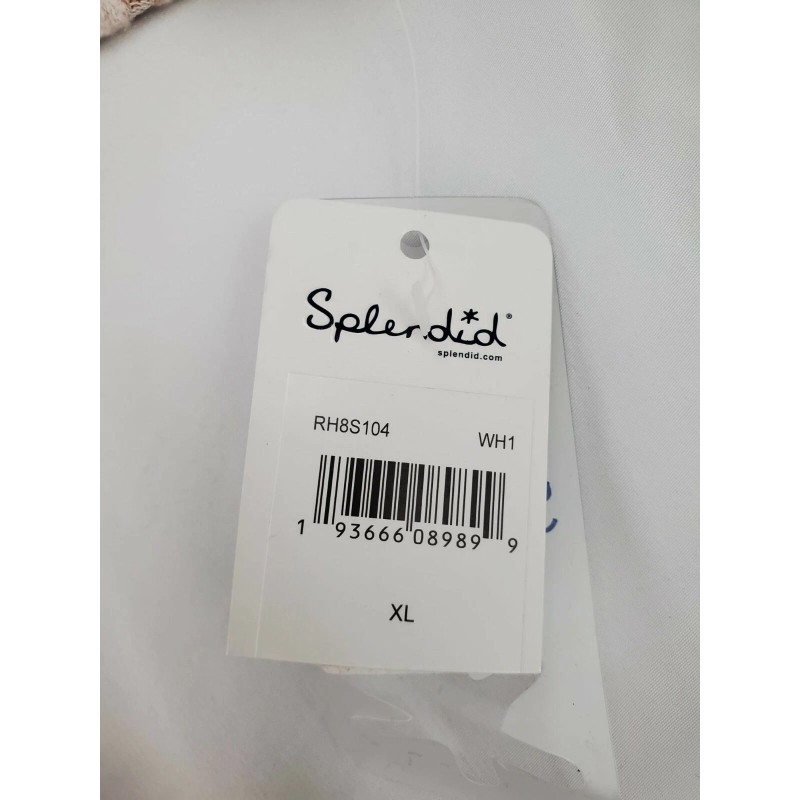 Splendid®
splendid.com
RH8S104 WH1
1 93666 08989 9
XL